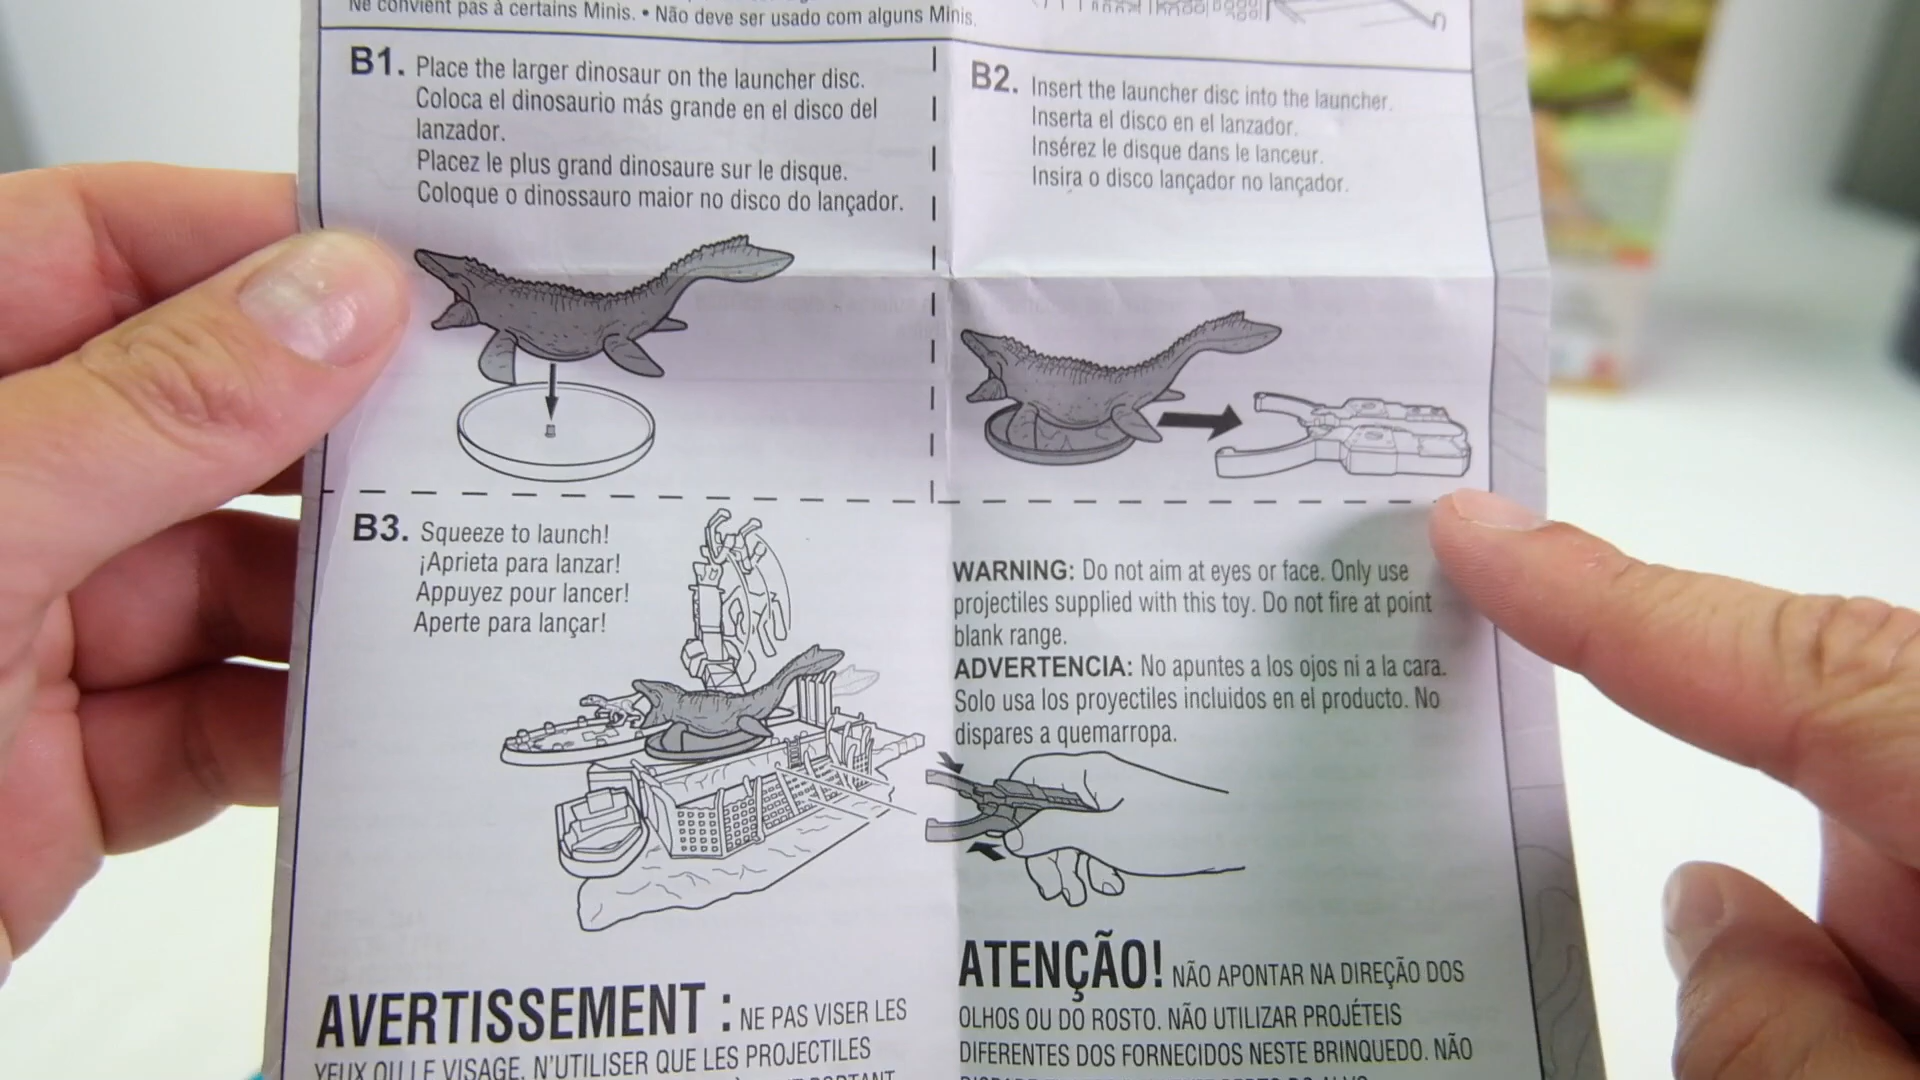 Ne convient pas à certains Minis. • Não deve ser usado com alguns Minis.
B1. Place the larger dinosaur on the launcher disc.
Coloca el dinosaurio más grande en el disco del
lanzador.
Placez le plus grand dinosaure sur le disque.
Coloque o dinossauro maior no disco do lançador.
B2. Insert the launcher disc into the launcher.
Inserta el disco en el lanzador.
Insérez le disque dans le lanceur.
Insira o disco lançador no lançador.
B3. Squeeze to launch!
¡Aprieta para lanzar!
Appuyez pour lancer!
Aperte para lançar!
WARNING: Do not aim at eyes or face. Only use
projectiles supplied with this toy. Do not fire at point
blank range.
ADVERTENCIA: No apuntes a los ojos ni a la cara.
Solo usa los proyectiles incluidos en el producto. No
dispares a quemarropa.
AVERTISSEMENT : NE PAS VISER LES
YEUX OU LE VISAGE. N'UTILISER QUE LES PROJECTILES
ATENÇÃO! NÃO APONTAR NA DIREÇÃO DOS
OLHOS OU DO ROSTO. NÃO UTILIZAR PROJÉTEIS
DIFERENTES DOS FORNECIDOS NESTE BRINQUEDO. NÃO